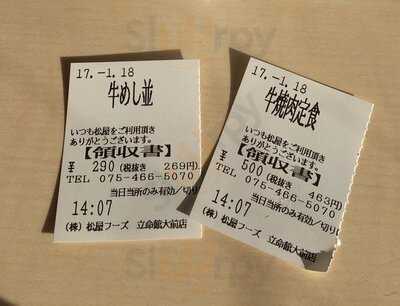 17.-1.18
牛めし並
いつも松屋をご利用頂き
ありがとうございます。
【領収書】
¥ 290(税抜き 269円)
TEL 075-466-5070
当日当所のみ有効/切り
14:07
(株)松屋フーズ 立命館大前店
17.-1.18
牛焼肉定食
いつも松屋をご利用頂き
ありがとうございます。
【領収書】
¥ 500(税抜き 463円)
TEL 075-466-5070
当日当所のみ有効/切り
14:07
(株)松屋フーズ 立命館大前店